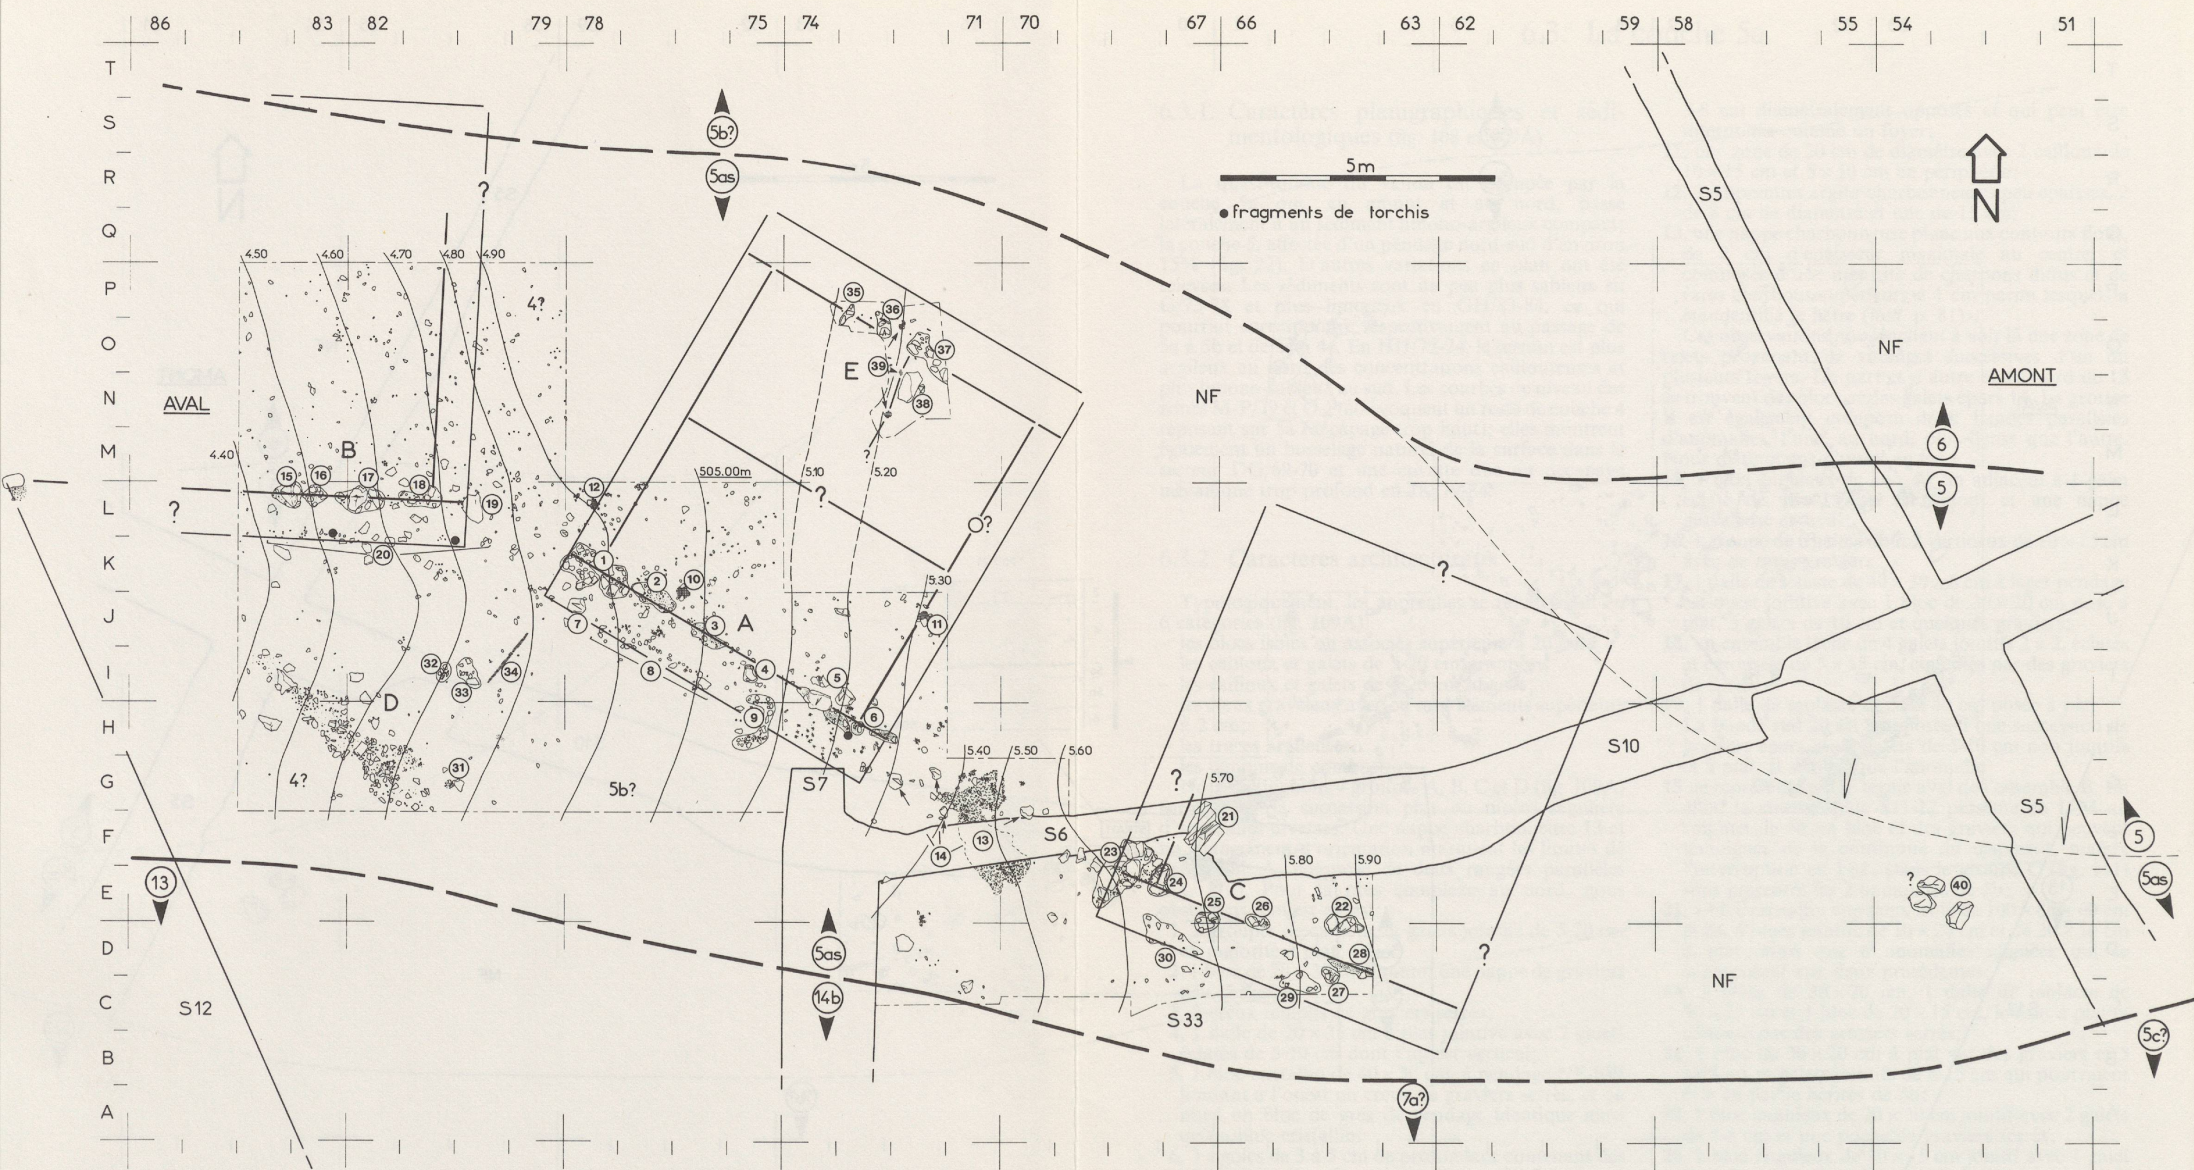 86 83 82 79 78 75 74 71 70 67 66 63 62 59 58 55 54 51
T
S
5b?
R
5as
5m
S5
N
?
Q
fragments de torchis
4.50 4.60 4.70 4.80 4.90
P
4?
35
36
O
37
NF
39
E
AMONT
N
AVAL
38
NF
6
M
B
4.40
?
15 16 17 18
505.00m
5.10
5.20
12
?
5
L
?
19
?
20
K
1
5.30
?
2
10
J
7
3
A
11
I
32
33
34
8
4
5
D
9
6
H
S10
31
5.40 5.50 5.60
G
4?
5b?
S7
?
5.70
S5
21
F
S6
14
13
23
5
5.80
5.90
E
13
24
C
5as
?
40
25
26
22
D
5as
30
28
?
NF
14b
29
27
C
S12
S33
5c?
B
7a?
A